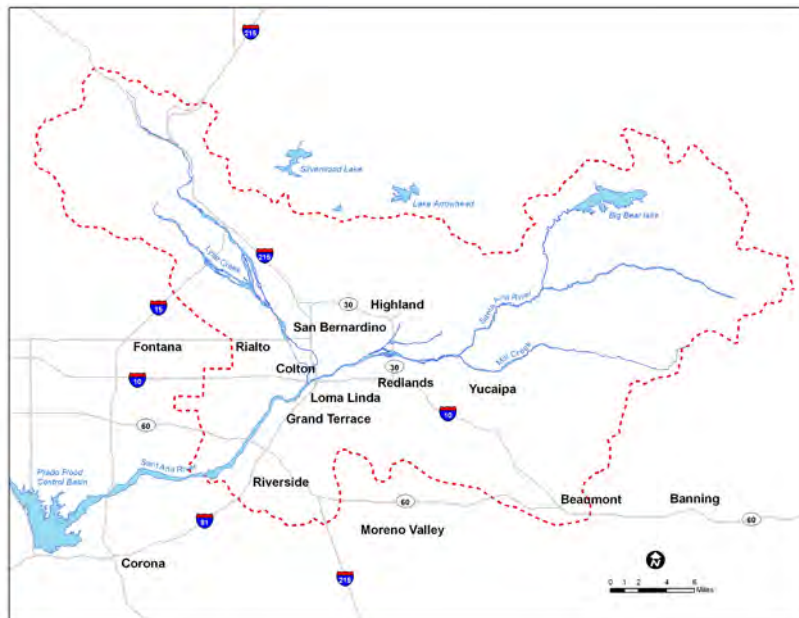 215
Silverwood Lake
Lake Arrowhead
Big Bear lake
Lytle Creek
215
15
30
Highland
Santa Ana River
San Bernardino
Fontana
Rialto
Mill Creek
Colton
30
10
Redlands
Yucaipa
Loma Linda
10
Grand Terrace
60
Prado Flood
Control Basin
Santa Ana River
Riverside
60
Beaumont
Banning
91
Moreno Valley
60
Corona
215
N
0 1 2 4 6
Miles